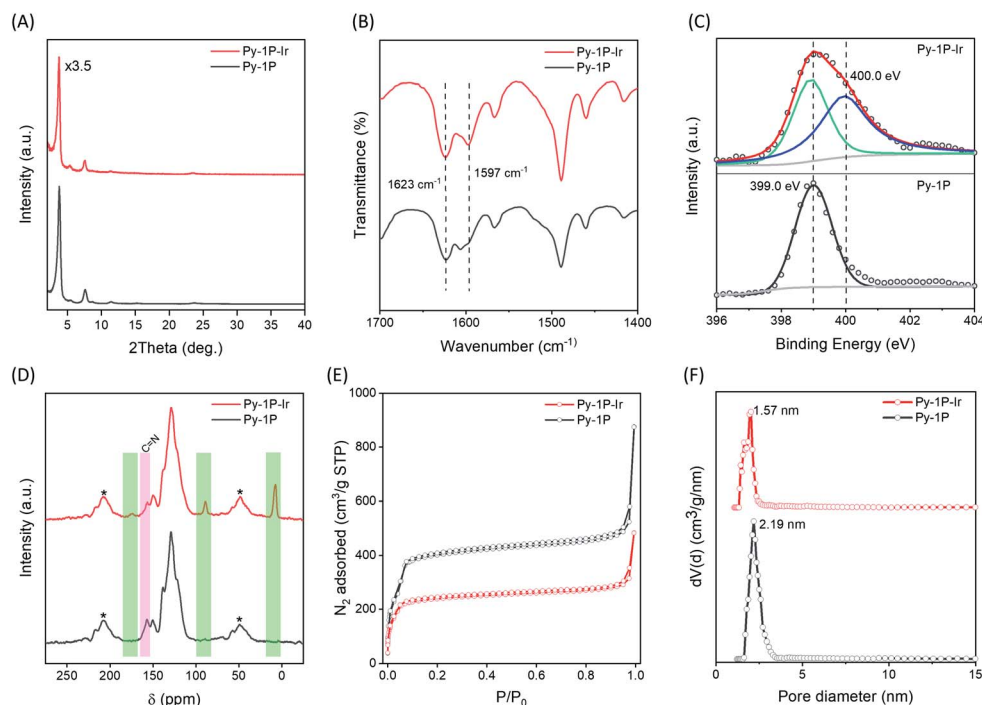 (A)
Py-1P-Ir
Py-1P
x3.5
Intensity (a.u.)
5 10 15 20 25 30 35 40
2Theta (deg.)
(B)
Py-1P-Ir
Py-1P
1623 cm-1
1597 cm-1
Transmittance (%)
1700 1600 1500 1400
Wavenumber (cm-1)
(C)
Py-1P-Ir
400.0 eV
Py-1P
399.0 eV
Intensity (a.u.)
396 398 400 402 404
Binding Energy (eV)
(D)
Py-1P-Ir
Py-1P
C=N
*
*
*
*
Intensity (a.u.)
250 200 150 100 50 0
δ (ppm)
(E)
Py-1P-Ir
Py-1P
1000
800
600
400
200
0
N2 adsorbed (cm3/g STP)
0.0 0.2 0.4 0.6 0.8 1.0
P/P0
(F)
Py-1P-Ir
Py-1P
1.57 nm
2.19 nm
dV(d) (cm3/g/nm)
0 5 10 15
Pore diameter (nm)